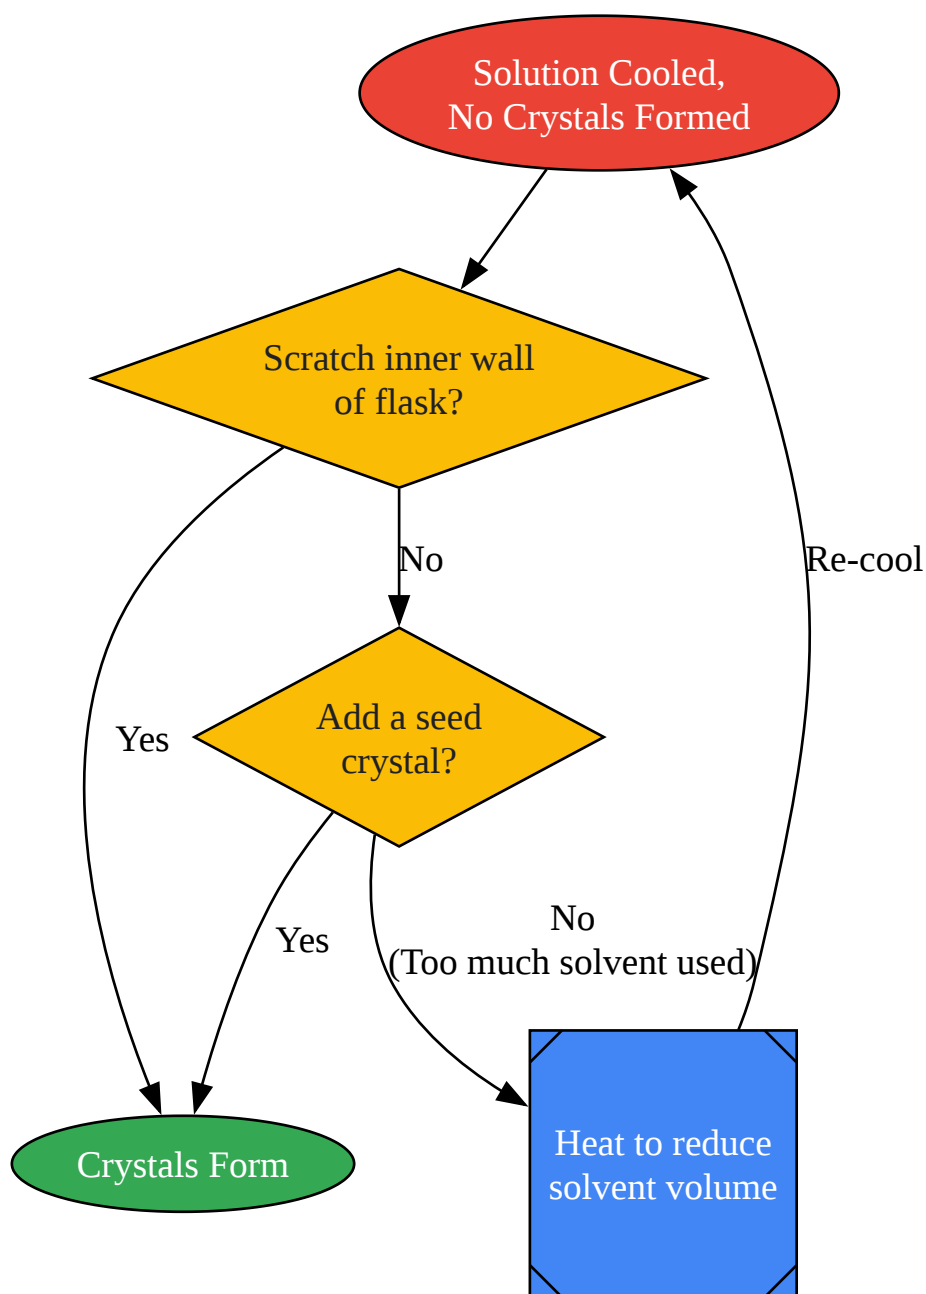 Solution Cooled,
No Crystals Formed
Scratch inner wall
of flask?
No
Re-cool
Add a seed
crystal?
Yes
Yes
No
(Too much solvent used)
Crystals Form
Heat to reduce
solvent volume